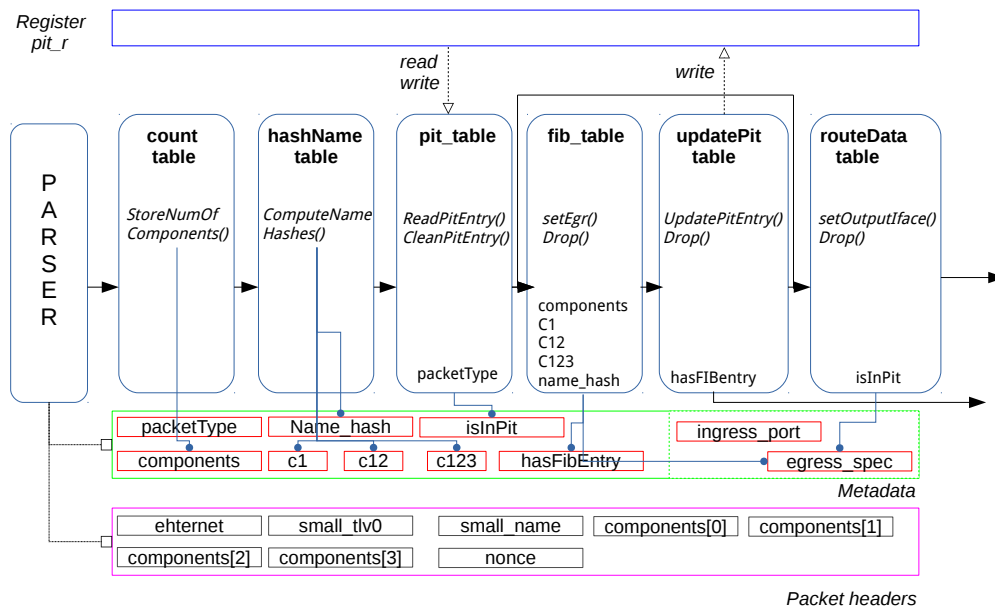 Register
pit_r
read
write
write
P
A
R
S
E
R
count
table
StoreNumOf
Components()
hashName
table
ComputeName
Hashes()
pit_table
ReadPitEntry()
CleanPitEntry()
packetType
fib_table
setEgr()
Drop()
components
C1
C12
C123
name_hash
updatePit
table
UpdatePitEntry()
Drop()
hasFIBentry
routeData
table
setOutputIface()
Drop()
isInPit
packetType
Name_hash
isInPit
ingress_port
components
c1
c12
c123
hasFibEntry
egress_spec
Metadata
ehternet
small_tlv0
small_name
components[0]
components[1]
components[2]
components[3]
nonce
Packet headers